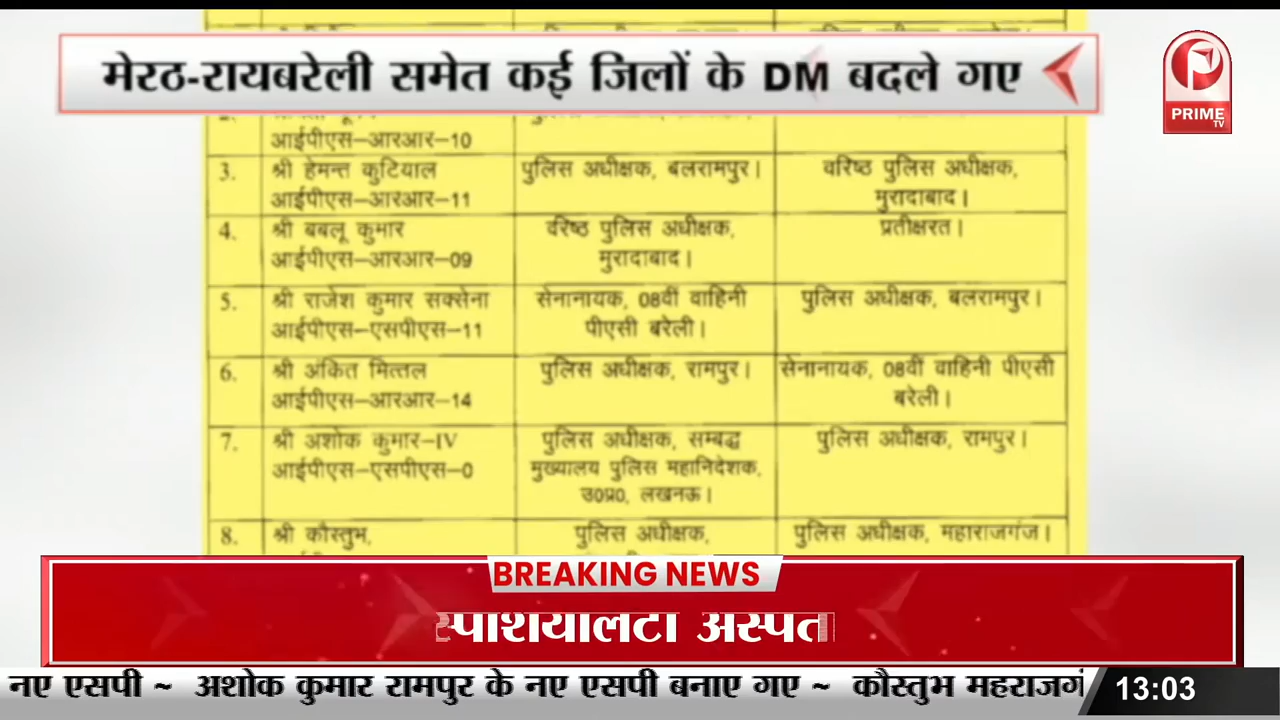 मेरठ-रायबरेली समेत कई जिलों के DM बदले गए
PRIME
TV
2.
आईपीएस-आरआर-10
3. श्री हेमन्त कुटियाल पुलिस अधीक्षक, बलरामपुर। वरिष्ठ पुलिस अधीक्षक,
आईपीएस-आरआर-11 मुरादाबाद।
4. श्री बबलू कुमार वरिष्ठ पुलिस अधीक्षक, प्रतीक्षरत।
आईपीएस-आरआर-09 मुरादाबाद।
5. श्री राजेश कुमार सक्सेना सेनानायक, 08वीं वाहिनी पुलिस अधीक्षक, बलरामपुर।
आईपीएस-एसपीएस-11 पीएसी बरेली।
6. श्री अंकित मित्तल पुलिस अधीक्षक, रामपुर। सेनानायक, 08वीं वाहिनी पीएसी
आईपीएस-आरआर-14 बरेली।
7. श्री अशोक कुमार-IV पुलिस अधीक्षक, सम्बद्ध पुलिस अधीक्षक, रामपुर।
आईपीएस-एसपीएस-0 मुख्यालय पुलिस महानिदेशक,
उ0प्र0, लखनऊ।
8. श्री कौस्तुभ, पुलिस अधीक्षक, पुलिस अधीक्षक, महाराजगंज।
BREAKING NEWS
नए एसपी ~ अशोक कुमार रामपुर के नए एसपी बनाए गए ~ कौस्तुभ महराजगं
13:03